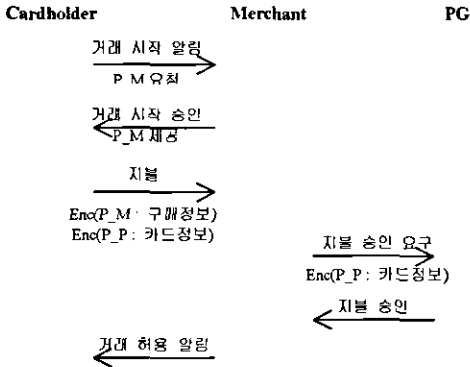 Cardholder Merchant PG
거래 시작 알림
P_M 요청
거래 시작 승인
P_M 제공
지불
Enc(P_M : 구매정보)
Enc(P_P : 카드정보)
지불 승인 요구
Enc(P_P : 카드정보)
지불 승인
거래 허용 알림